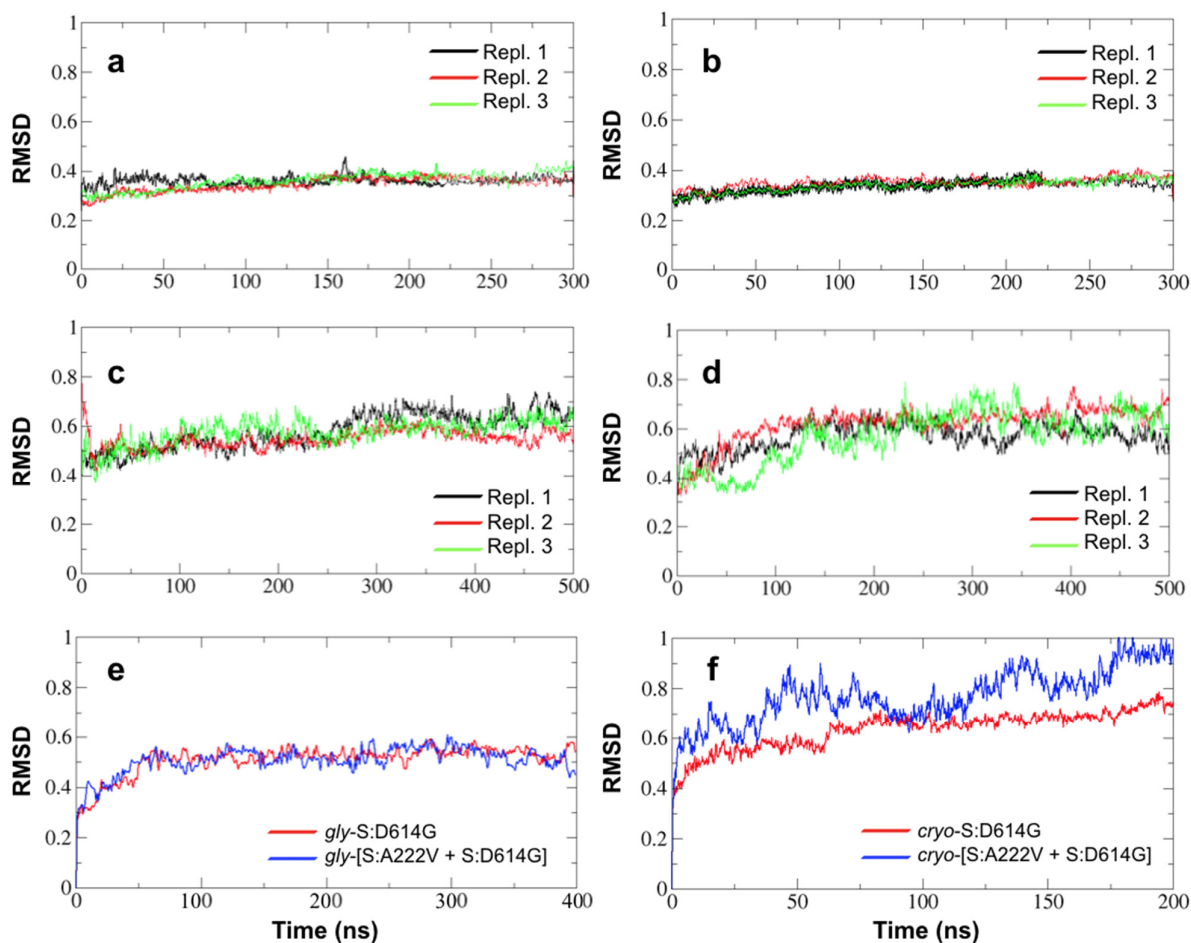 a
Repl. 1
Repl. 2
Repl. 3
RMSD
1
0.8
0.6
0.4
0.2
0
0 50 100 150 200 250 300
b
Repl. 1
Repl. 2
Repl. 3
RMSD
1
0.8
0.6
0.4
0.2
0
0 50 100 150 200 250 300
c
Repl. 1
Repl. 2
Repl. 3
RMSD
1
0.8
0.6
0.4
0.2
0
0 100 200 300 400 500
d
Repl. 1
Repl. 2
Repl. 3
RMSD
1
0.8
0.6
0.4
0.2
0
0 100 200 300 400 500
e
gly-S:D614G
gly-[S:A222V + S:D614G]
RMSD
1
0.8
0.6
0.4
0.2
0
0 100 200 300 400
Time (ns)
f
cryo-S:D614G
cryo-[S:A222V + S:D614G]
RMSD
1
0.8
0.6
0.4
0.2
0
0 50 100 150 200
Time (ns)